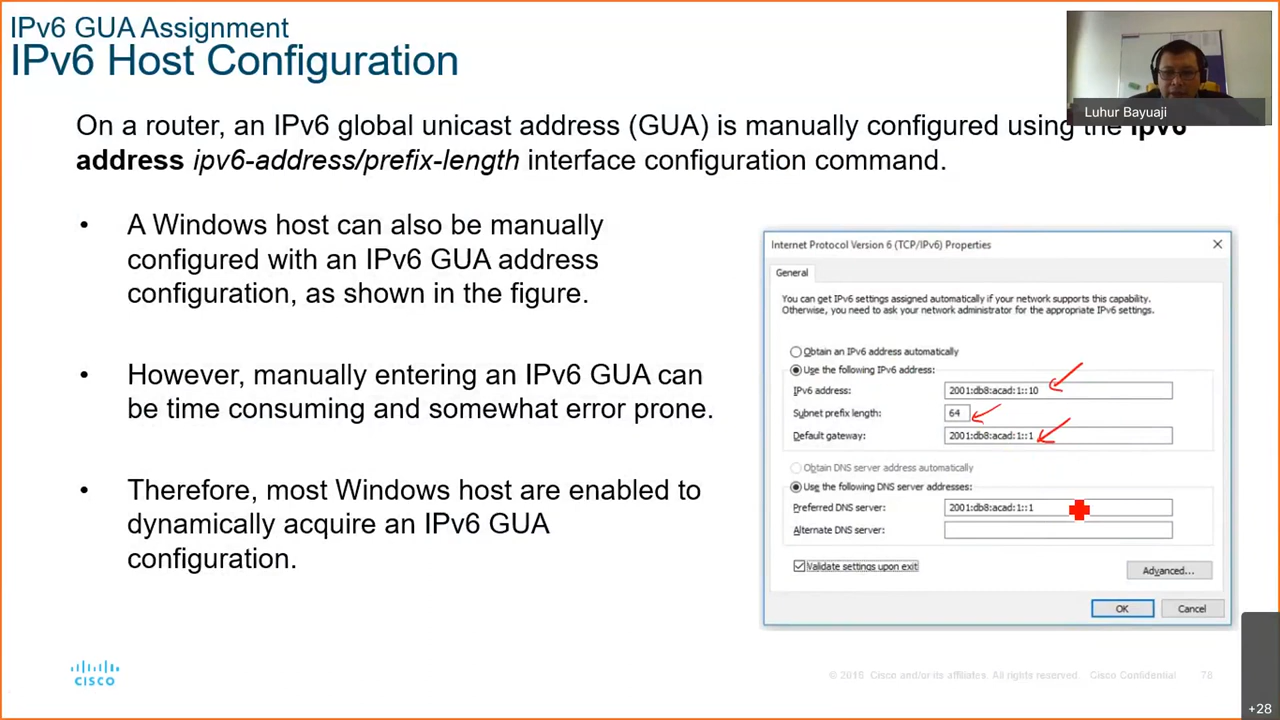 IPv6 GUA Assignment
IPv6 Host Configuration
Luhur Bayuaji
On a router, an IPv6 global unicast address (GUA) is manually configured using the ipv6
address ipv6-address/prefix-length interface configuration command.
• A Windows host can also be manually
configured with an IPv6 GUA address
configuration, as shown in the figure.
• However, manually entering an IPv6 GUA can
be time consuming and somewhat error prone.
• Therefore, most Windows host are enabled to
dynamically acquire an IPv6 GUA
configuration.
Internet Protocol Version 6 (TCP/IPv6) Properties
General
You can get IPv6 settings assigned automatically if your network supports this capability.
Otherwise, you need to ask your network administrator for the appropriate IPv6 settings.
Obtain an IPv6 address automatically
Use the following IPv6 address:
IPv6 address: 2001:db8:acad:1::10
Subnet prefix length: 64
Default gateway: 2001:db8:acad:1::1
Obtain DNS server address automatically
Use the following DNS server addresses:
Preferred DNS server: 2001:db8:acad:1::1
Alternate DNS server:
Validate settings upon exit
Advanced...
OK Cancel
CISCO
© 2016 Cisco and/or its affiliates. All rights reserved. Cisco Confidential 78
+28